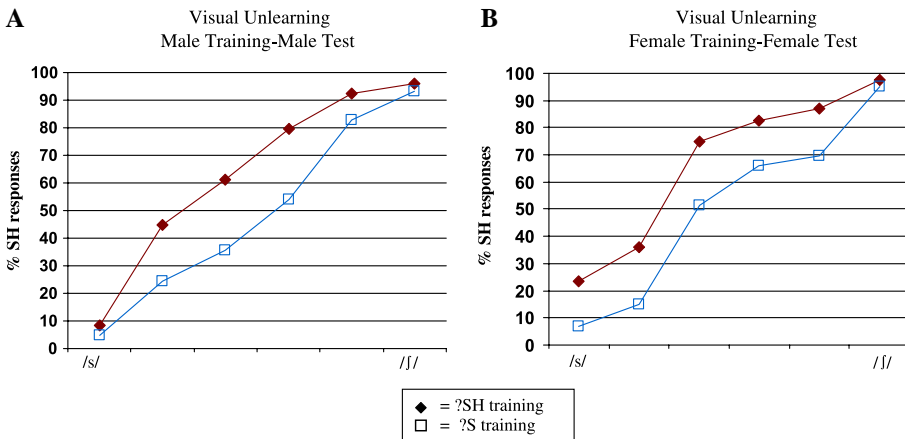 A
Visual Unlearning
Male Training-Male Test
% SH responses
100
90
80
70
60
50
40
30
20
10
0
/s/
/ʃ/
B
Visual Unlearning
Female Training-Female Test
% SH responses
100
90
80
70
60
50
40
30
20
10
0
/s/
/ʃ/
= ?SH training
= ?S training